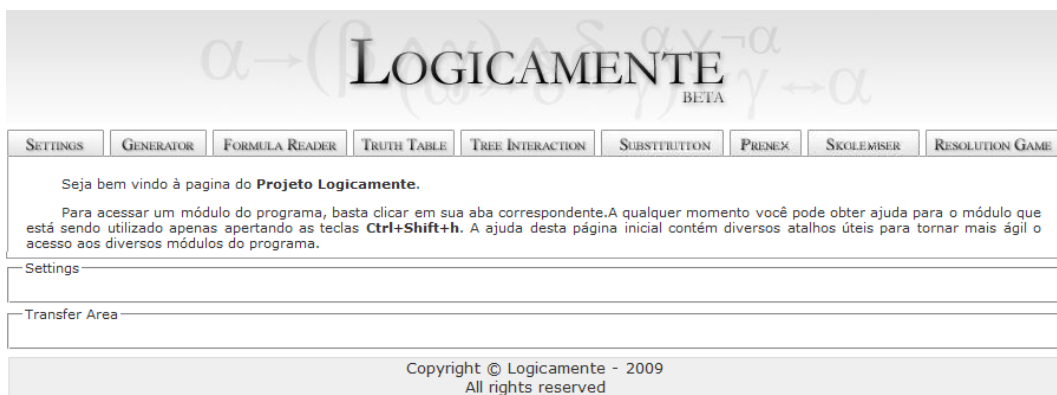 LOGICAMENTE
BETA
SETTINGS GENERATOR FORMULA READER TRUTH TABLE TREE INTERACTION SUBSTITUTION PRENEX SKOLEMISER RESOLUTION GAME
Seja bem vindo à pagina do Projeto Logicamente.
Para acessar um módulo do programa, basta clicar em sua aba correspondente.A qualquer momento você pode obter ajuda para o módulo que
está sendo utilizado apenas apertando as teclas Ctrl+Shift+h. A ajuda desta página inicial contém diversos atalhos úteis para tornar mais ágil o
acesso aos diversos módulos do programa.
Settings
Transfer Area
Copyright © Logicamente - 2009
All rights reserved